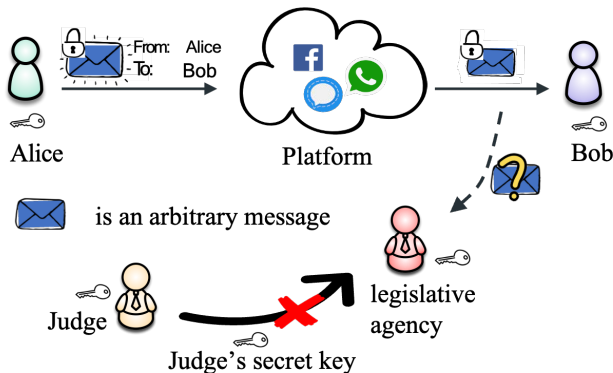 From: Alice
To: Bob
Alice
Platform
Bob
?
is an arbitrary message
Judge
legislative
agency
Judge's secret key